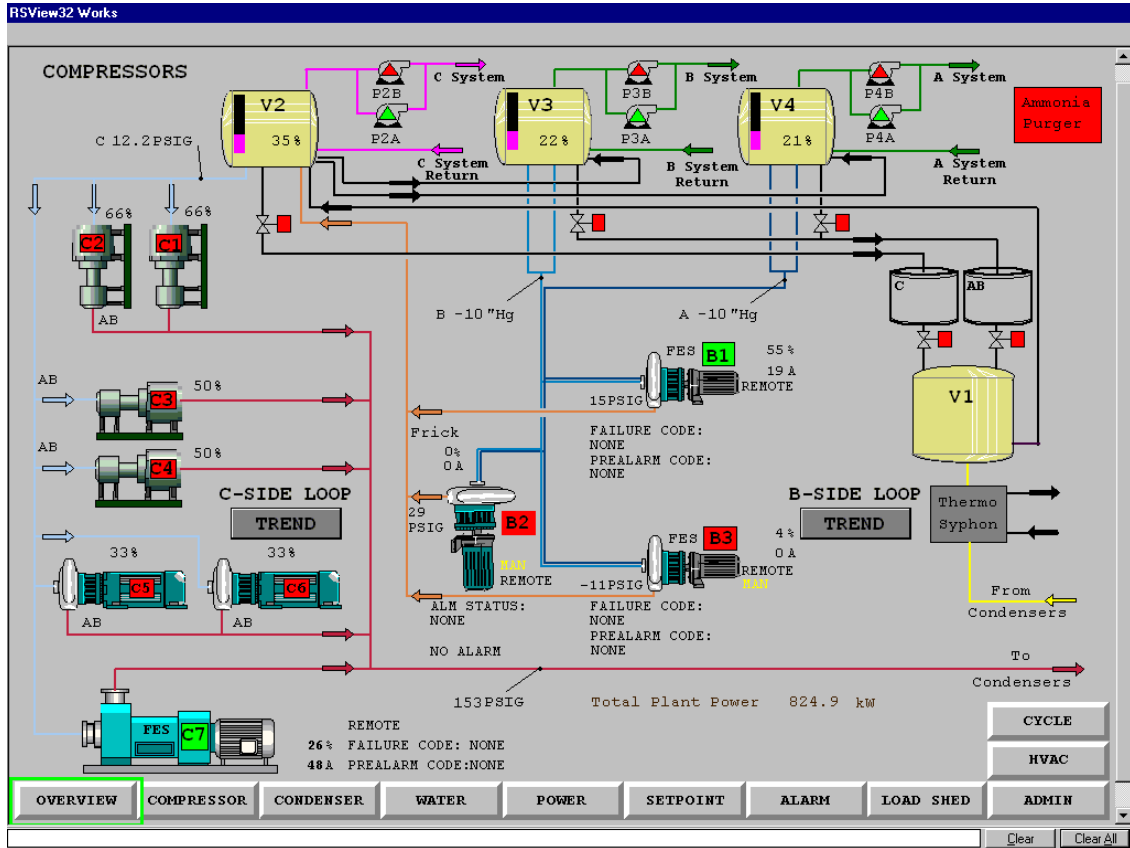 RSView32 Works
COMPRESSORS
C System
B System
A System
P2B
P3B
P4B
V2
V3
V4
Ammonia
Purger
P2A
P3A
P4A
C 12.2PSIG
35%
22%
21%
C System
Return
B System
Return
A System
Return
66%
66%
C2
C1
C
AB
AB
B -10 "Hg
A -10 "Hg
FES
B1
55%
19 A
REMOTE
15PSIG
V1
AB
50%
C3
Frick
0%
0 A
FAILURE CODE:
NONE
PREALARM CODE:
NONE
AB
50%
C4
C-SIDE LOOP
TREND
B-SIDE LOOP
TREND
Thermo
Syphon
29
PSIG
B2
MAN
REMOTE
FES
B3
4%
0 A
REMOTE
MAN
-11PSIG
33%
33%
C5
C6
AB
AB
ALM STATUS:
NONE
NO ALARM
FAILURE CODE:
NONE
PREALARM CODE:
NONE
From
Condensers
To
Condensers
153PSIG
Total Plant Power 824.9 kW
FES
C7
REMOTE
26% FAILURE CODE: NONE
48A PREALARM CODE:NONE
CYCLE
HVAC
OVERVIEW
COMPRESSOR
CONDENSER
WATER
POWER
SETPOINT
ALARM
LOAD SHED
ADMIN
Clear
Clear All